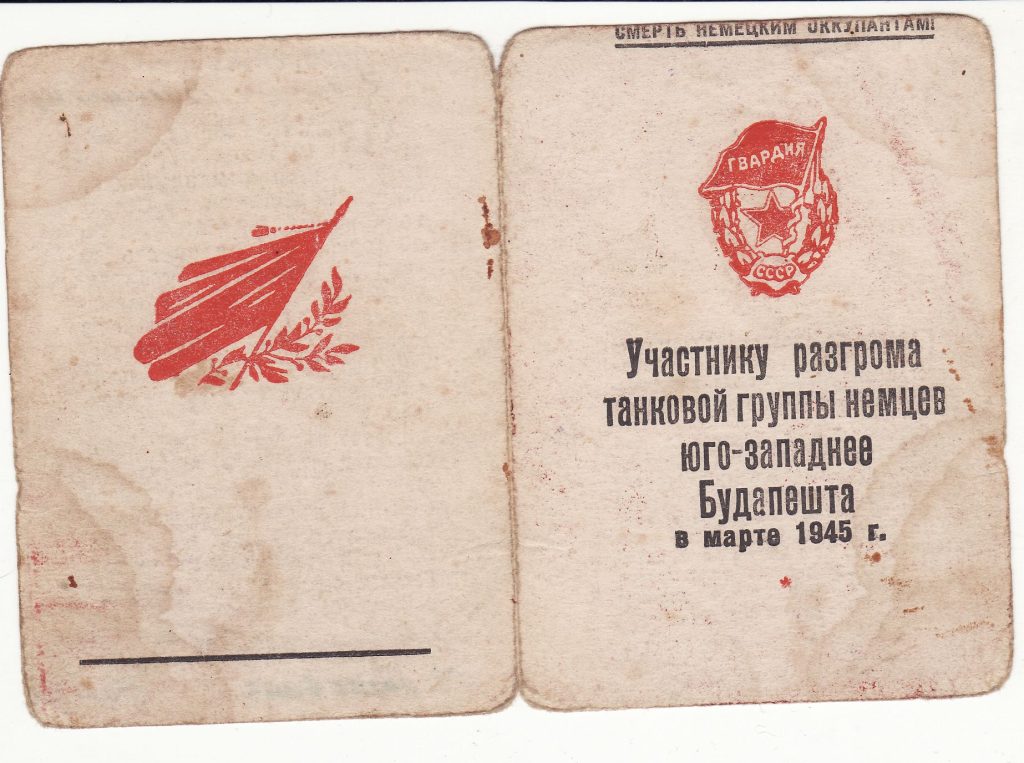 СМЕРТЬ НЕМЕЦКИМ ОККУПАНТАМ!
ГВАРДИЯ
СССР
Участнику разгрома
танковой группы немцев
юго-западнее
Будапешта
в марте 1945 г.